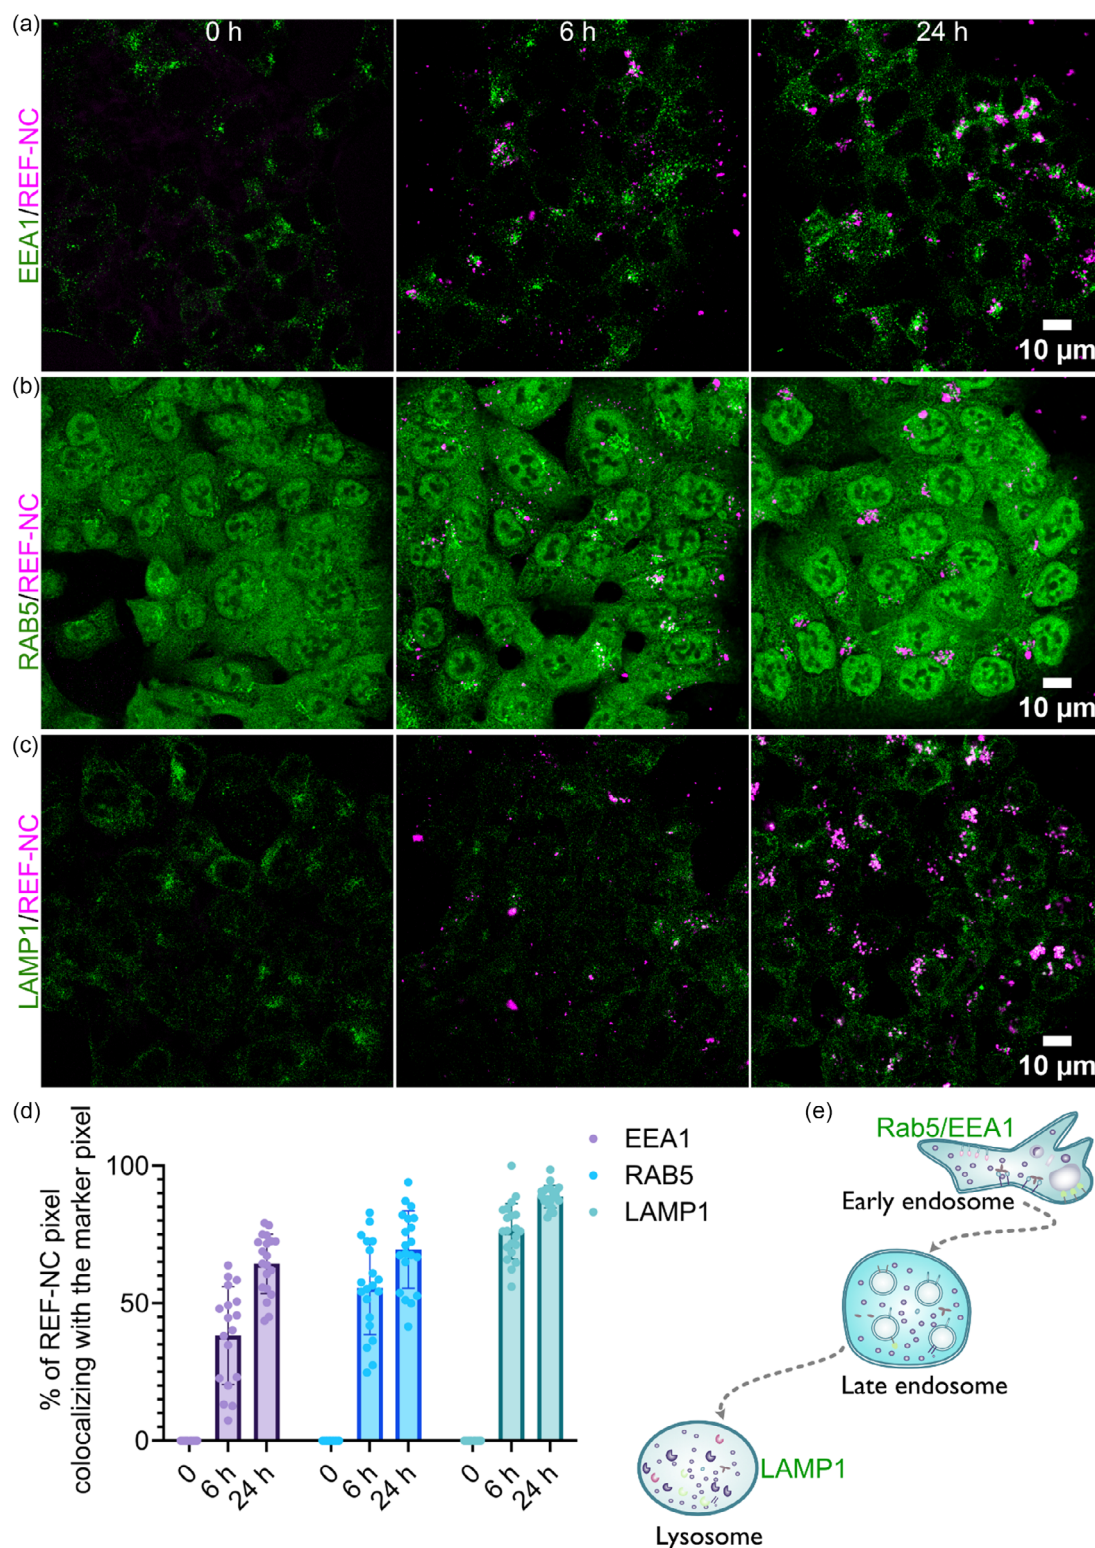 (a)
0 h
6 h
24 h
EEA1/REF-NC
10 µm
(b)
RAB5/REF-NC
10 µm
(c)
LAMP1/REF-NC
10 µm
(d)
% of REF-NC pixel
colocalizing with the marker pixel
100
50
0
0
6 h
24 h
0
6 h
24 h
0
6 h
24 h
EEA1
RAB5
LAMP1
(e)
Rab5/EEA1
Early endosome
Late endosome
LAMP1
Lysosome